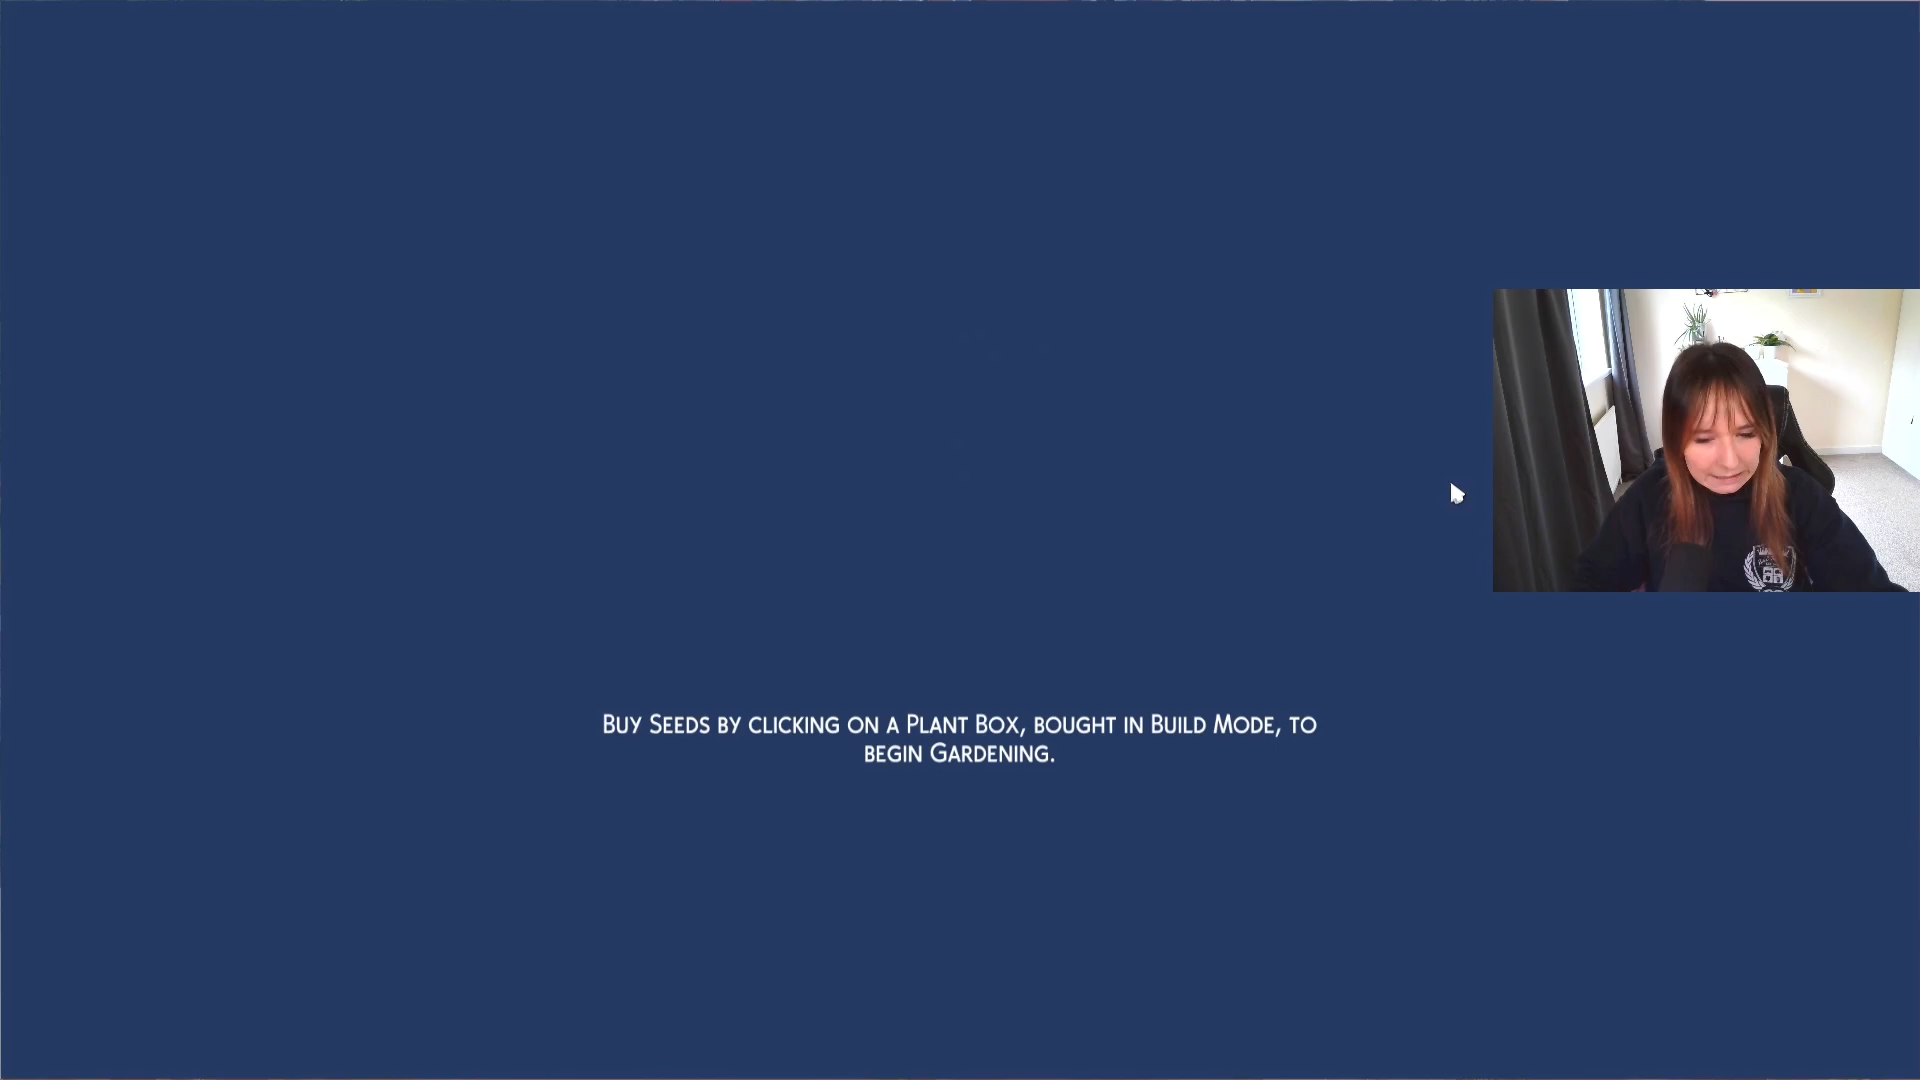 Buy Seeds by clicking on a Plant Box, bought in Build Mode, to
begin Gardening.